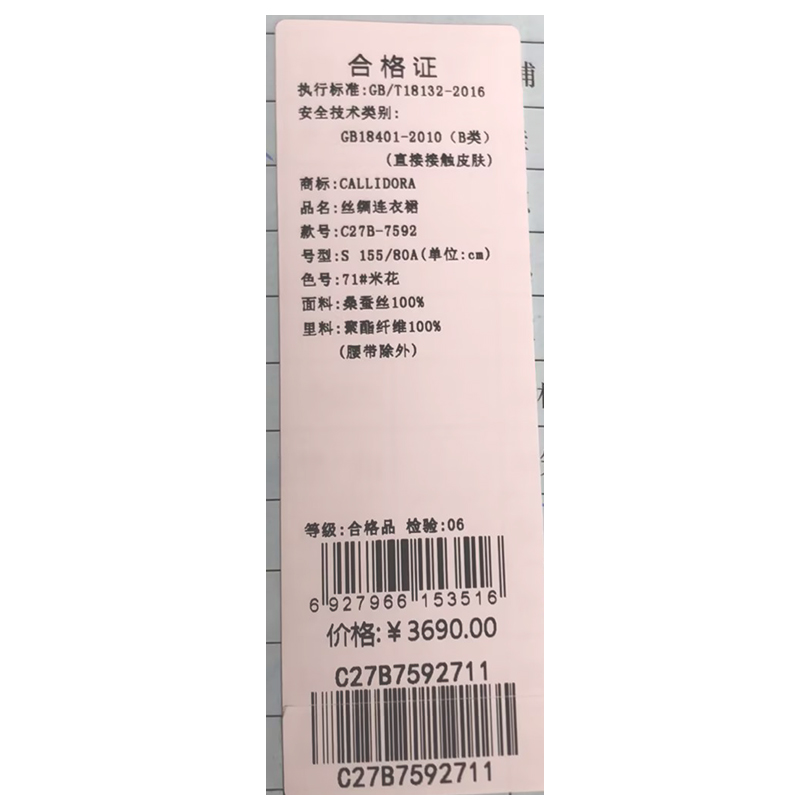 合格证
执行标准:GB/T18132-2016
安全技术类别:
GB18401-2010（B类）
(直接接触皮肤)
商标:CALLIDORA
品名:丝绸连衣裙
款号:C27B-7592
号型:S 155/80A(单位:cm)
色号:71#米花
面料:桑蚕丝100%
里料:聚酯纤维100%
(腰带除外)
等级:合格品 检验:06
6 927966 153516
价格:¥3690.00
C27B7592711
C27B7592711